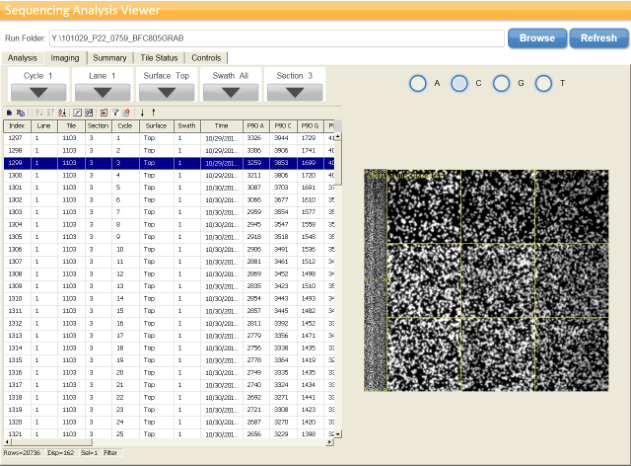 Sequencing Analysis Viewer
Run Folder: Y:\101029_P22_0759_BFC805GRAB Browse Refresh
Analysis Imaging Summary Tile Status Controls
Cycle 1 Lane 1 Surface Top Swath All Section 3
A C G T
Index Lane Tile Section Cycle Surface Swath Time P90 A P90 C P90 G P9
1297 1 1103 3 1 Top 1 10/29/201... 3326 3944 1729 41
1298 1 1103 3 2 Top 1 10/29/201... 3306 3906 1741 40
1299 1 1103 3 3 Top 1 10/29/201... 3259 3853 1699 40
1300 1 1103 3 4 Top 1 10/29/201... 3211 3806 1720 40
1301 1 1103 3 5 Top 1 10/30/201... 3087 3703 1691 37
1302 1 1103 3 6 Top 1 10/30/201... 3066 3677 1610 35
1303 1 1103 3 7 Top 1 10/30/201... 2959 3554 1577 35
1304 1 1103 3 8 Top 1 10/30/201... 2945 3547 1558 35
1305 1 1103 3 9 Top 1 10/30/201... 2918 3518 1548 35
1306 1 1103 3 10 Top 1 10/30/201... 2906 3491 1536 35
1307 1 1103 3 11 Top 1 10/30/201... 2881 3461 1512 34
1308 1 1103 3 12 Top 1 10/30/201... 2869 3452 1498 34
1309 1 1103 3 13 Top 1 10/30/201... 2835 3423 1510 35
1310 1 1103 3 14 Top 1 10/30/201... 2854 3443 1493 34
1311 1 1103 3 15 Top 1 10/30/201... 2857 3445 1482 34
1312 1 1103 3 16 Top 1 10/30/201... 2811 3392 1452 33
1313 1 1103 3 17 Top 1 10/30/201... 2779 3356 1471 34
1314 1 1103 3 18 Top 1 10/30/201... 2756 3338 1435 33
1315 1 1103 3 19 Top 1 10/30/201... 2778 3364 1419 32
1316 1 1103 3 20 Top 1 10/30/201... 2749 3335 1435 33
1317 1 1103 3 21 Top 1 10/30/201... 2740 3324 1434 33
1318 1 1103 3 22 Top 1 10/30/201... 2692 3271 1441 33
1319 1 1103 3 23 Top 1 10/30/201... 2721 3308 1423 33
1320 1 1103 3 24 Top 1 10/30/201... 2687 3270 1420 33
1321 1 1103 3 25 Top 1 10/30/201... 2656 3229 1398 32
Rows=20736 Disp=162 Sel=1 Filter